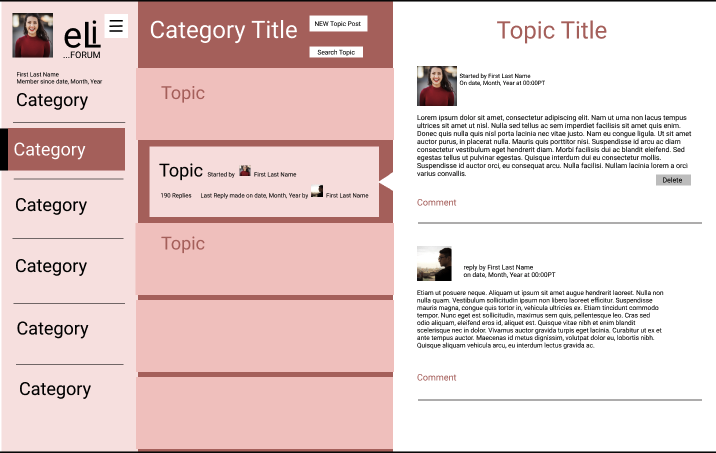 eLi
...FORUM
First Last Name
Member since date, Month, Year
Category
Category
Category
Category
Category
Category
Category Title
NEW Topic Post
Search Topic
Topic
Topic Started by First Last Name
190 Replies Last Reply made on date, Month, Year by First Last Name
Topic
Topic Title
Started by First Last Name
On date, Month, Year at 00:00PT
Lorem ipsum dolor sit amet, consectetur adipiscing elit. Nam ut urna non lacus tempus
ultrices sit amet ut nisl. Nulla sed tellus ac sem imperdiet facilisis sit amet quis enim.
Donec quis nulla quis nisl porta lacinia nec vitae justo. Nam eu congue ligula. Ut sit amet
auctor purus, in placerat nulla. Mauris quis porttitor nisi. Suspendisse id arcu ac diam
consectetur vestibulum eget hendrerit diam. Morbi facilisis dui ac blandit eleifend. Sed
egestas tellus ut pulvinar egestas. Quisque interdum dui eu consectetur mollis.
Suspendisse id auctor orci, eu consequat arcu. Nulla facilisi. Nullam lacinia lorem a orci
varius convallis.
Delete
Comment
reply by First Last Name
on date, Month, Year at 00:00PT
Etiam ut posuere neque. Aliquam ut ipsum sit amet augue hendrerit laoreet. Nulla non
nulla quam. Vestibulum sollicitudin ipsum non libero laoreet efficitur. Suspendisse
mauris magna, congue quis tortor in, vehicula varius ex. Etiam tincidunt commodo
tempor. Nunc eget est sollicitudin, maximus sem quis, pellentesque leo. Cras sed
odio aliquam, eleifend eros id, aliquet est. Quisque vitae nibh et enim blandit
scelerisque nec in dolor. Vivamus auctor gravida turpis eget lacinia. Curabitur ut ex et
ante tempus auctor. Maecenas id metus dignissim, volutpat dolor eu, lobortis nibh.
Quisque aliquam vehicula arcu, eu interdum lectus gravida ac.
Comment